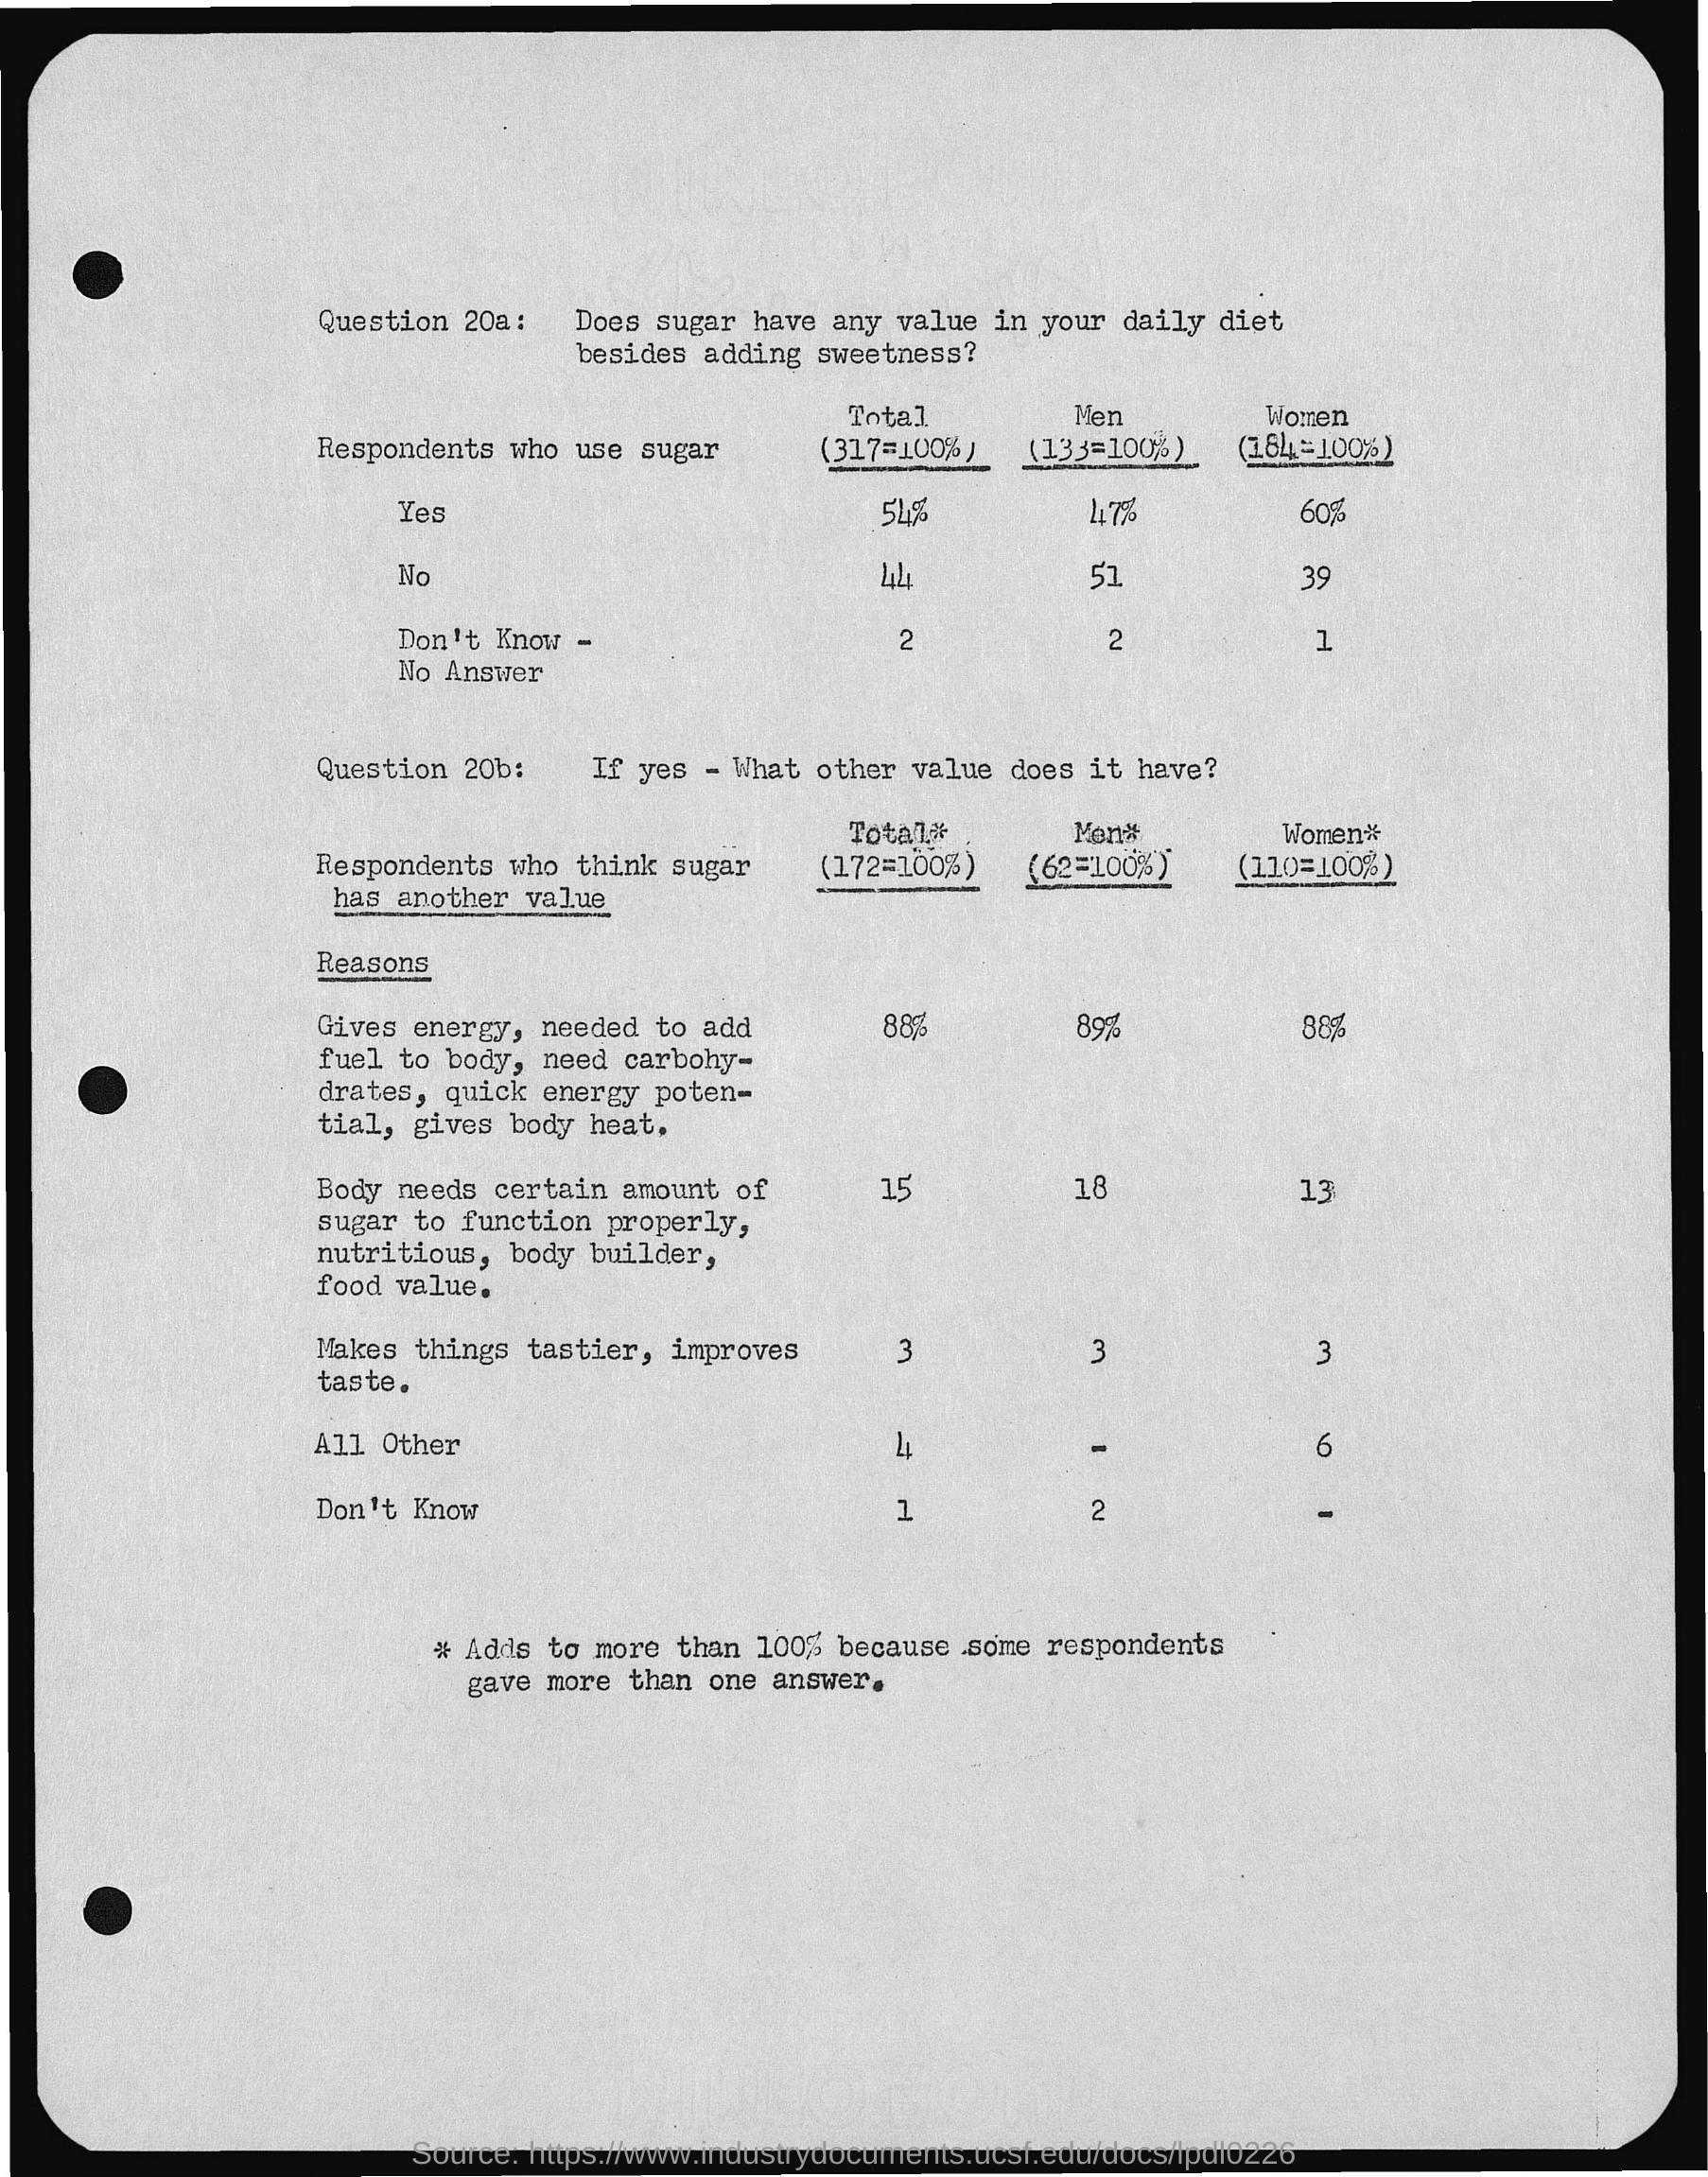 Question 20a: Does sugar have any value in your daily diet
besides adding sweetness?
Total Men Women
Respondents who use sugar (317=100%) (133=100%) (184=100%)
Yes 54% 47% 60%
No 44 51 39
Don't Know - 2 2 1
No Answer
Question 20b: If yes - What other value does it have?
Total* Men* Women*
Respondents who think sugar (172=100%) (62=100%) (110=100%)
has another value
Reasons
Gives energy, needed to add 88% 89% 88%
fuel to body, need carbohy-
drates, quick energy poten-
tial, gives body heat.
Body needs certain amount of 15 18 13
sugar to function properly,
nutritious, body builder,
food value.
Makes things tastier, improves 3 3 3
taste.
All Other 4 - 6
Don't Know 1 2 -
* Adds to more than 100% because some respondents
gave more than one answer.
Source: https://www.industrydocuments.ucsf.edu/docs/lpdl0226